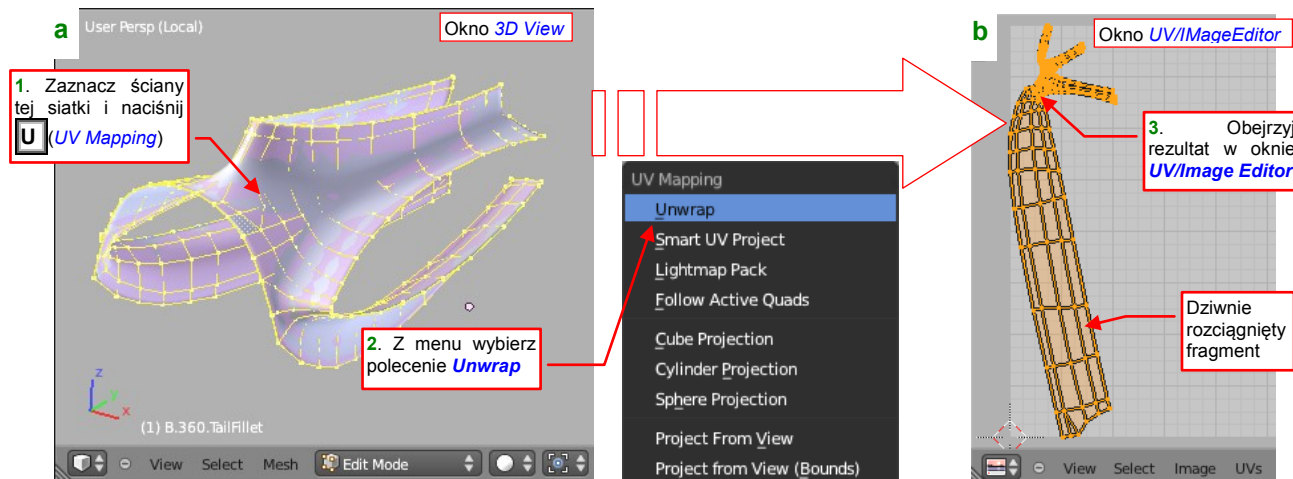 a
User Persp (Local)
Okno 3D View
1. Zaznacz ściany
tej siatki i naciśnij
U (UV Mapping)
2. Z menu wybierz
polecenie Unwrap
z
y
x
(1) B.360.TailFillet
View Select Mesh Edit Mode
UV Mapping
Unwrap
Smart UV Project
Lightmap Pack
Follow Active Quads
Cube Projection
Cylinder Projection
Sphere Projection
Project From View
Project from View (Bounds)
b
Okno UV/IMageEditor
3. Obejrzyj
rezultat w oknie
UV/Image Editor
Dziwnie
rozciągnięty
fragment
View Select Image UVs